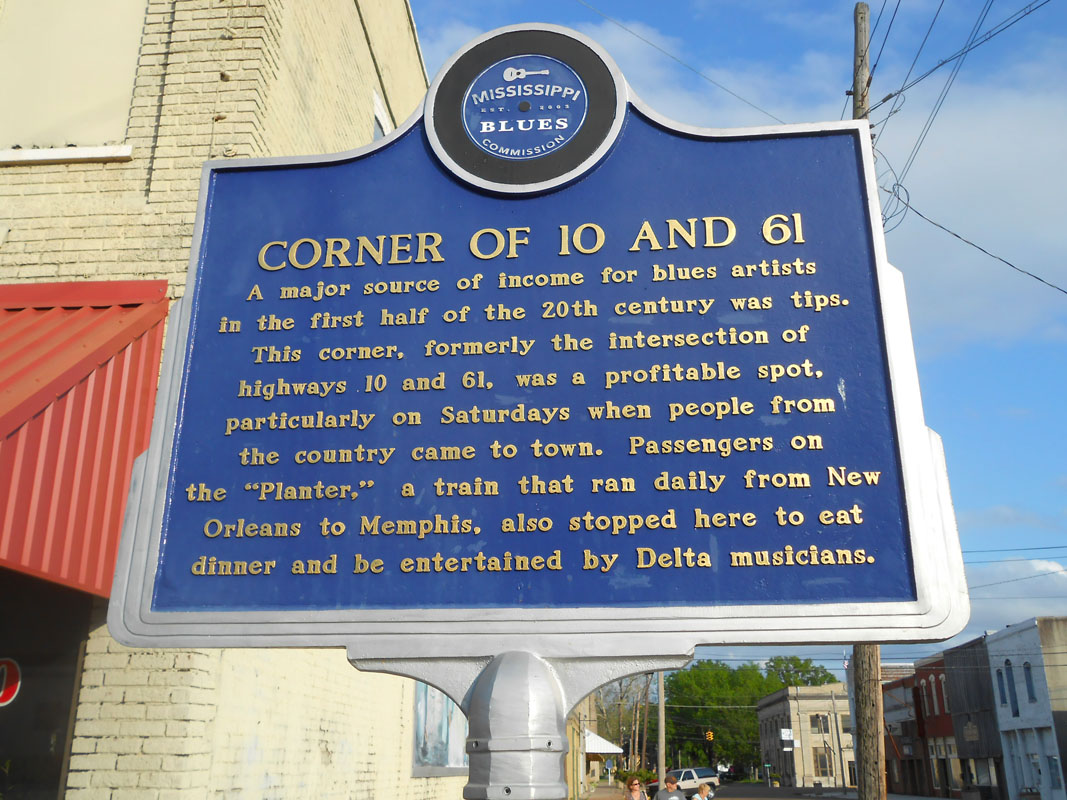 MISSISSIPPI
EST. 2003
BLUES
COMMISSION
CORNER OF 10 AND 61
A major source of income for blues artists
in the first half of the 20th century was tips.
This corner, formerly the intersection of
highways 10 and 61, was a profitable spot,
particularly on Saturdays when people from
the country came to town. Passengers on
the “Planter,” a train that ran daily from New
Orleans to Memphis, also stopped here to eat
dinner and be entertained by Delta musicians.